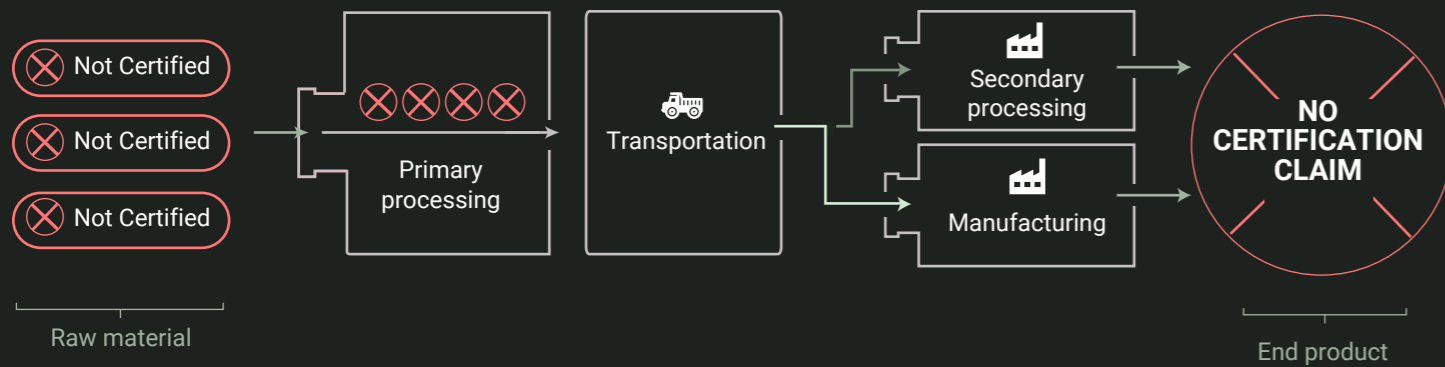 Not Certified
Not Certified
Not Certified
Raw material
Primary
processing
Transportation
Secondary
processing
Manufacturing
NO
CERTIFICATION
CLAIM
End product